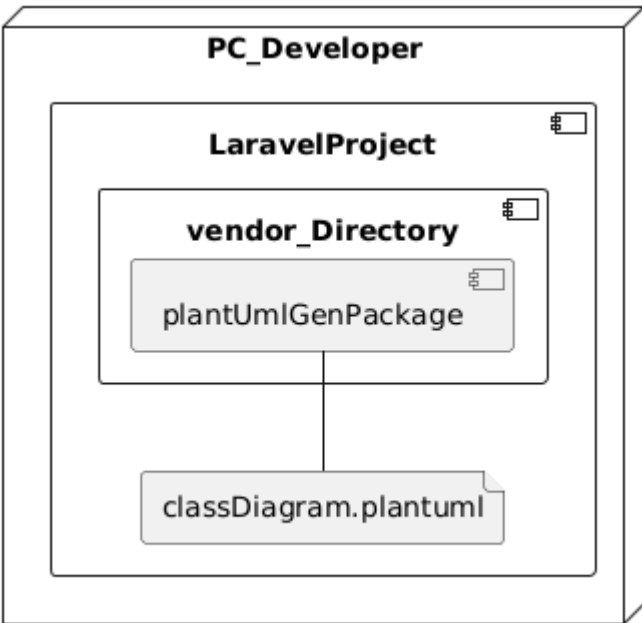 PC_Developer
LaravelProject
vendor_Directory
plantUmlGenPackage
classDiagram.plantuml